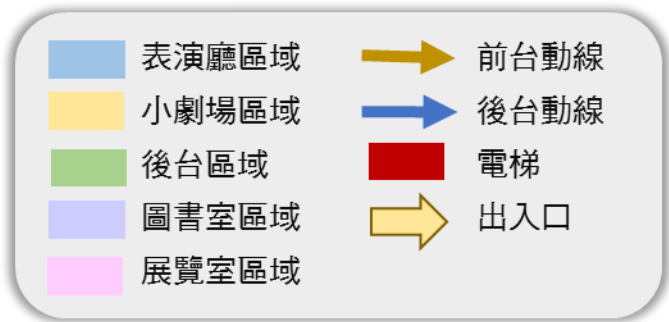 表演廳區域
小劇場區域
後台區域
圖書室區域
展覽室區域
前台動線
後台動線
電梯
出入口